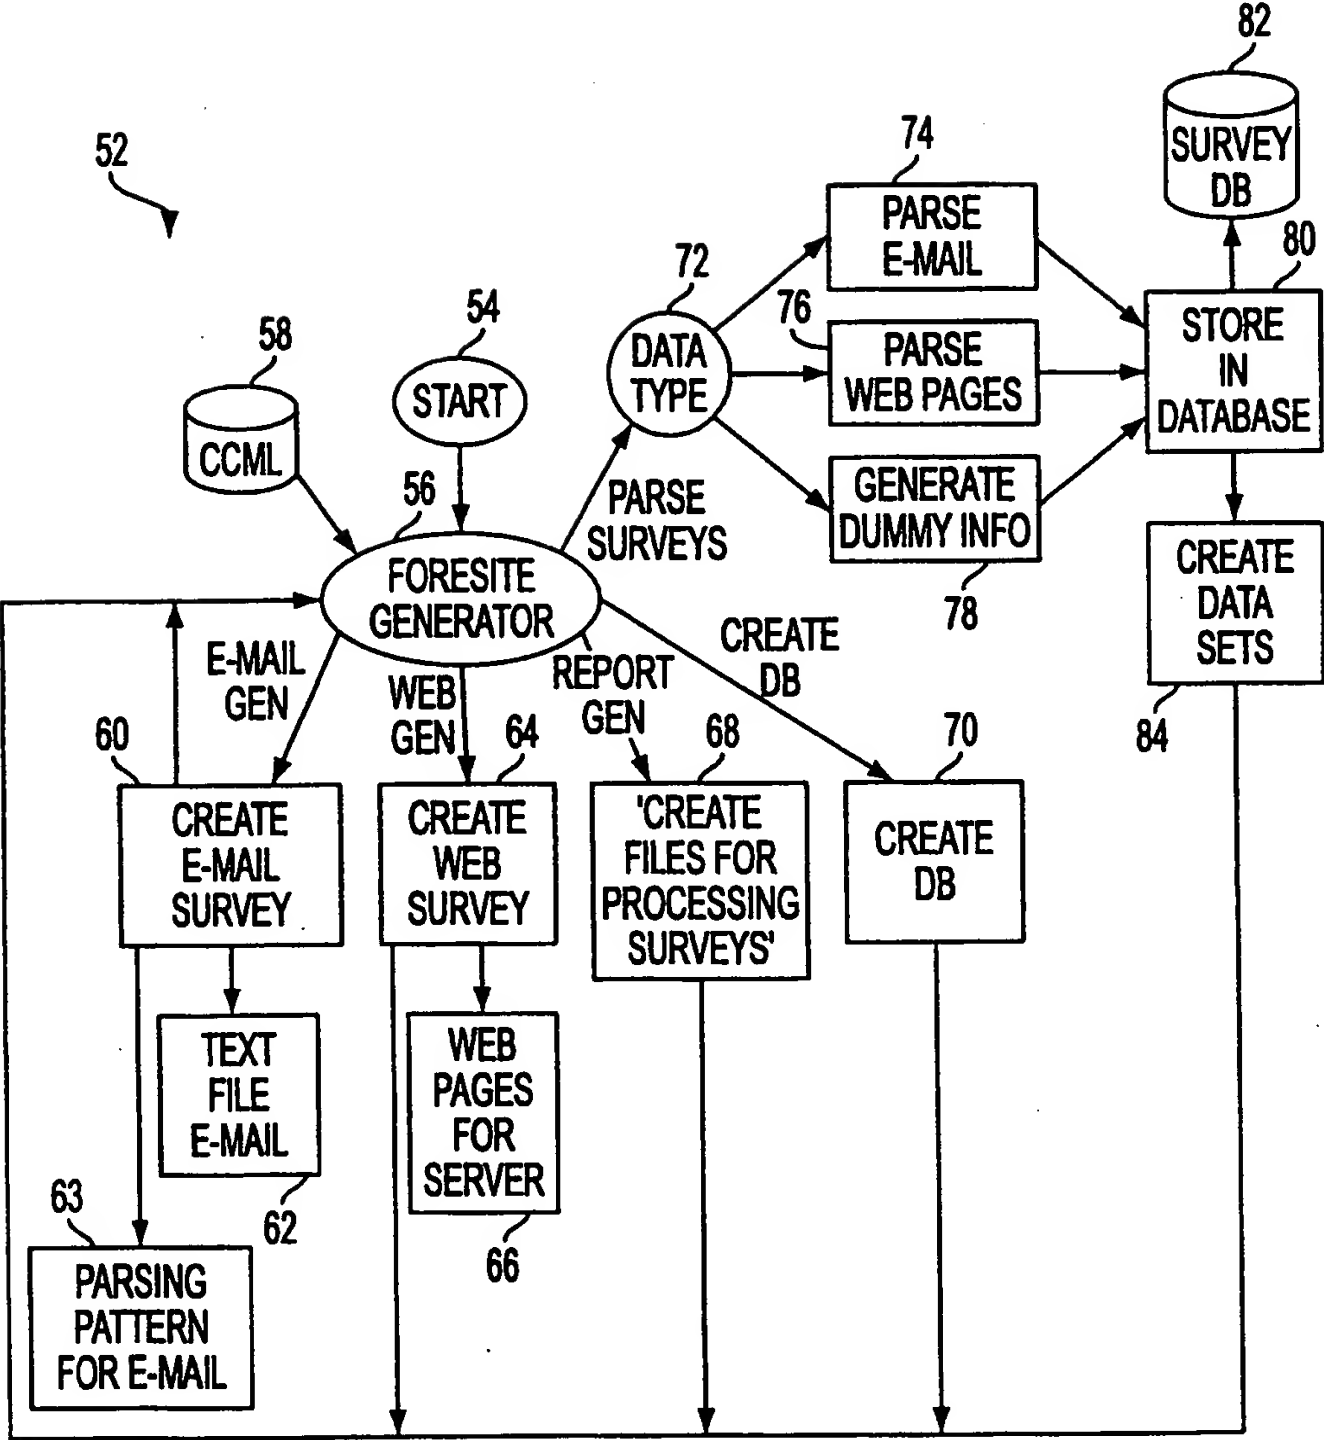 82
SURVEY
DB
52
74
PARSE
E-MAIL
72
DATA
TYPE
76
PARSE
WEB PAGES
80
STORE
IN
DATABASE
54
START
58
CCML
GENERATE
DUMMY INFO
78
PARSE
SURVEYS
56
FORESITE
GENERATOR
CREATE
DATA
SETS
84
E-MAIL
GEN
WEB
GEN
REPORT
GEN
CREATE
DB
60
CREATE
E-MAIL
SURVEY
64
CREATE
WEB
SURVEY
68
'CREATE
FILES FOR
PROCESSING
SURVEYS'
70
CREATE
DB
TEXT
FILE
E-MAIL
62
WEB
PAGES
FOR
SERVER
66
63
PARSING
PATTERN
FOR E-MAIL